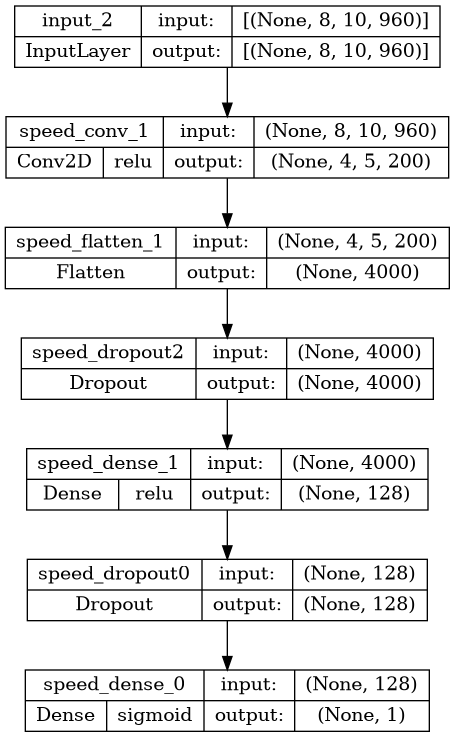 input_2 input: [(None, 8, 10, 960)]
InputLayer output: [(None, 8, 10, 960)]
speed_conv_1 input: (None, 8, 10, 960)
Conv2D relu output: (None, 4, 5, 200)
speed_flatten_1 input: (None, 4, 5, 200)
Flatten output: (None, 4000)
speed_dropout2 input: (None, 4000)
Dropout output: (None, 4000)
speed_dense_1 input: (None, 4000)
Dense relu output: (None, 128)
speed_dropout0 input: (None, 128)
Dropout output: (None, 128)
speed_dense_0 input: (None, 128)
Dense sigmoid output: (None, 1)